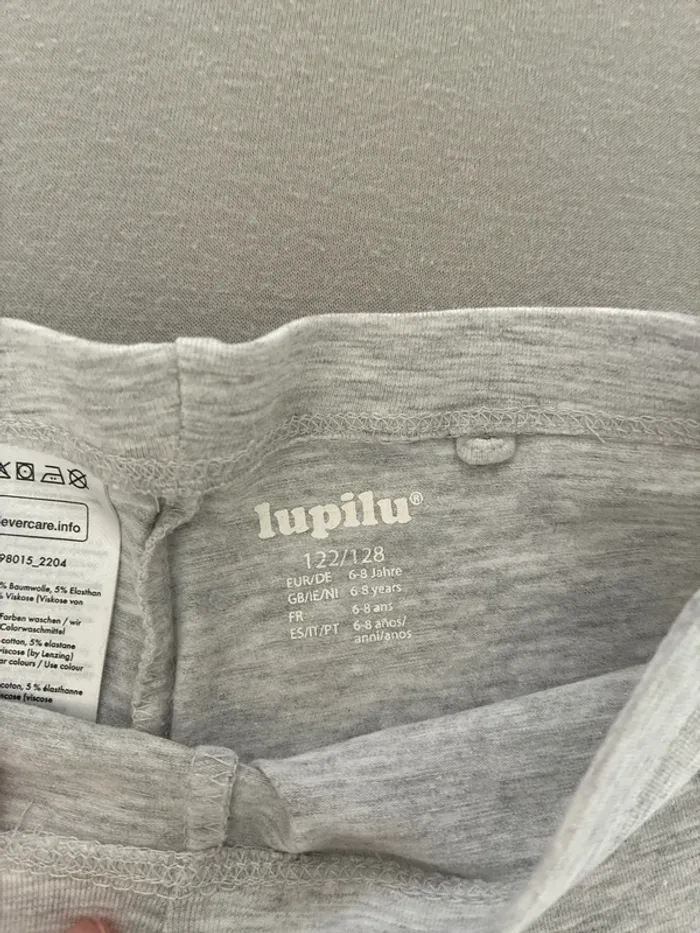 lupilu®
122/128
EUR/DE 6-8 Jahre
GB/IE/NI 6-8 years
FR 6-8 ans
ES/IT/PT 6-8 años/
anni/anos
evercare.info
98015_2204
% Baumwolle, 5% Elasthan
Viskose (Viskose von
Farben waschen / wir
Colorwaschmittel
cotton, 5% elastane
viscose (by Lenzing)
ar colours / Use colour
coton, 5 % élasthanne
(viscose